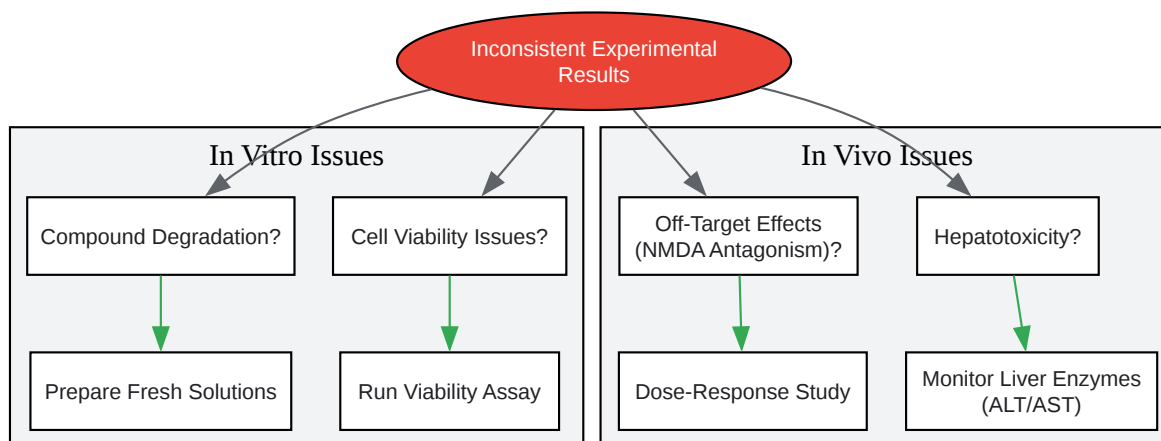 Inconsistent Experimental
Results
In Vitro Issues
In Vivo Issues
Compound Degradation?
Cell Viability Issues?
Off-Target Effects
(NMDA Antagonism)?
Hepatotoxicity?
Prepare Fresh Solutions
Run Viability Assay
Dose-Response Study
Monitor Liver Enzymes
(ALT/AST)